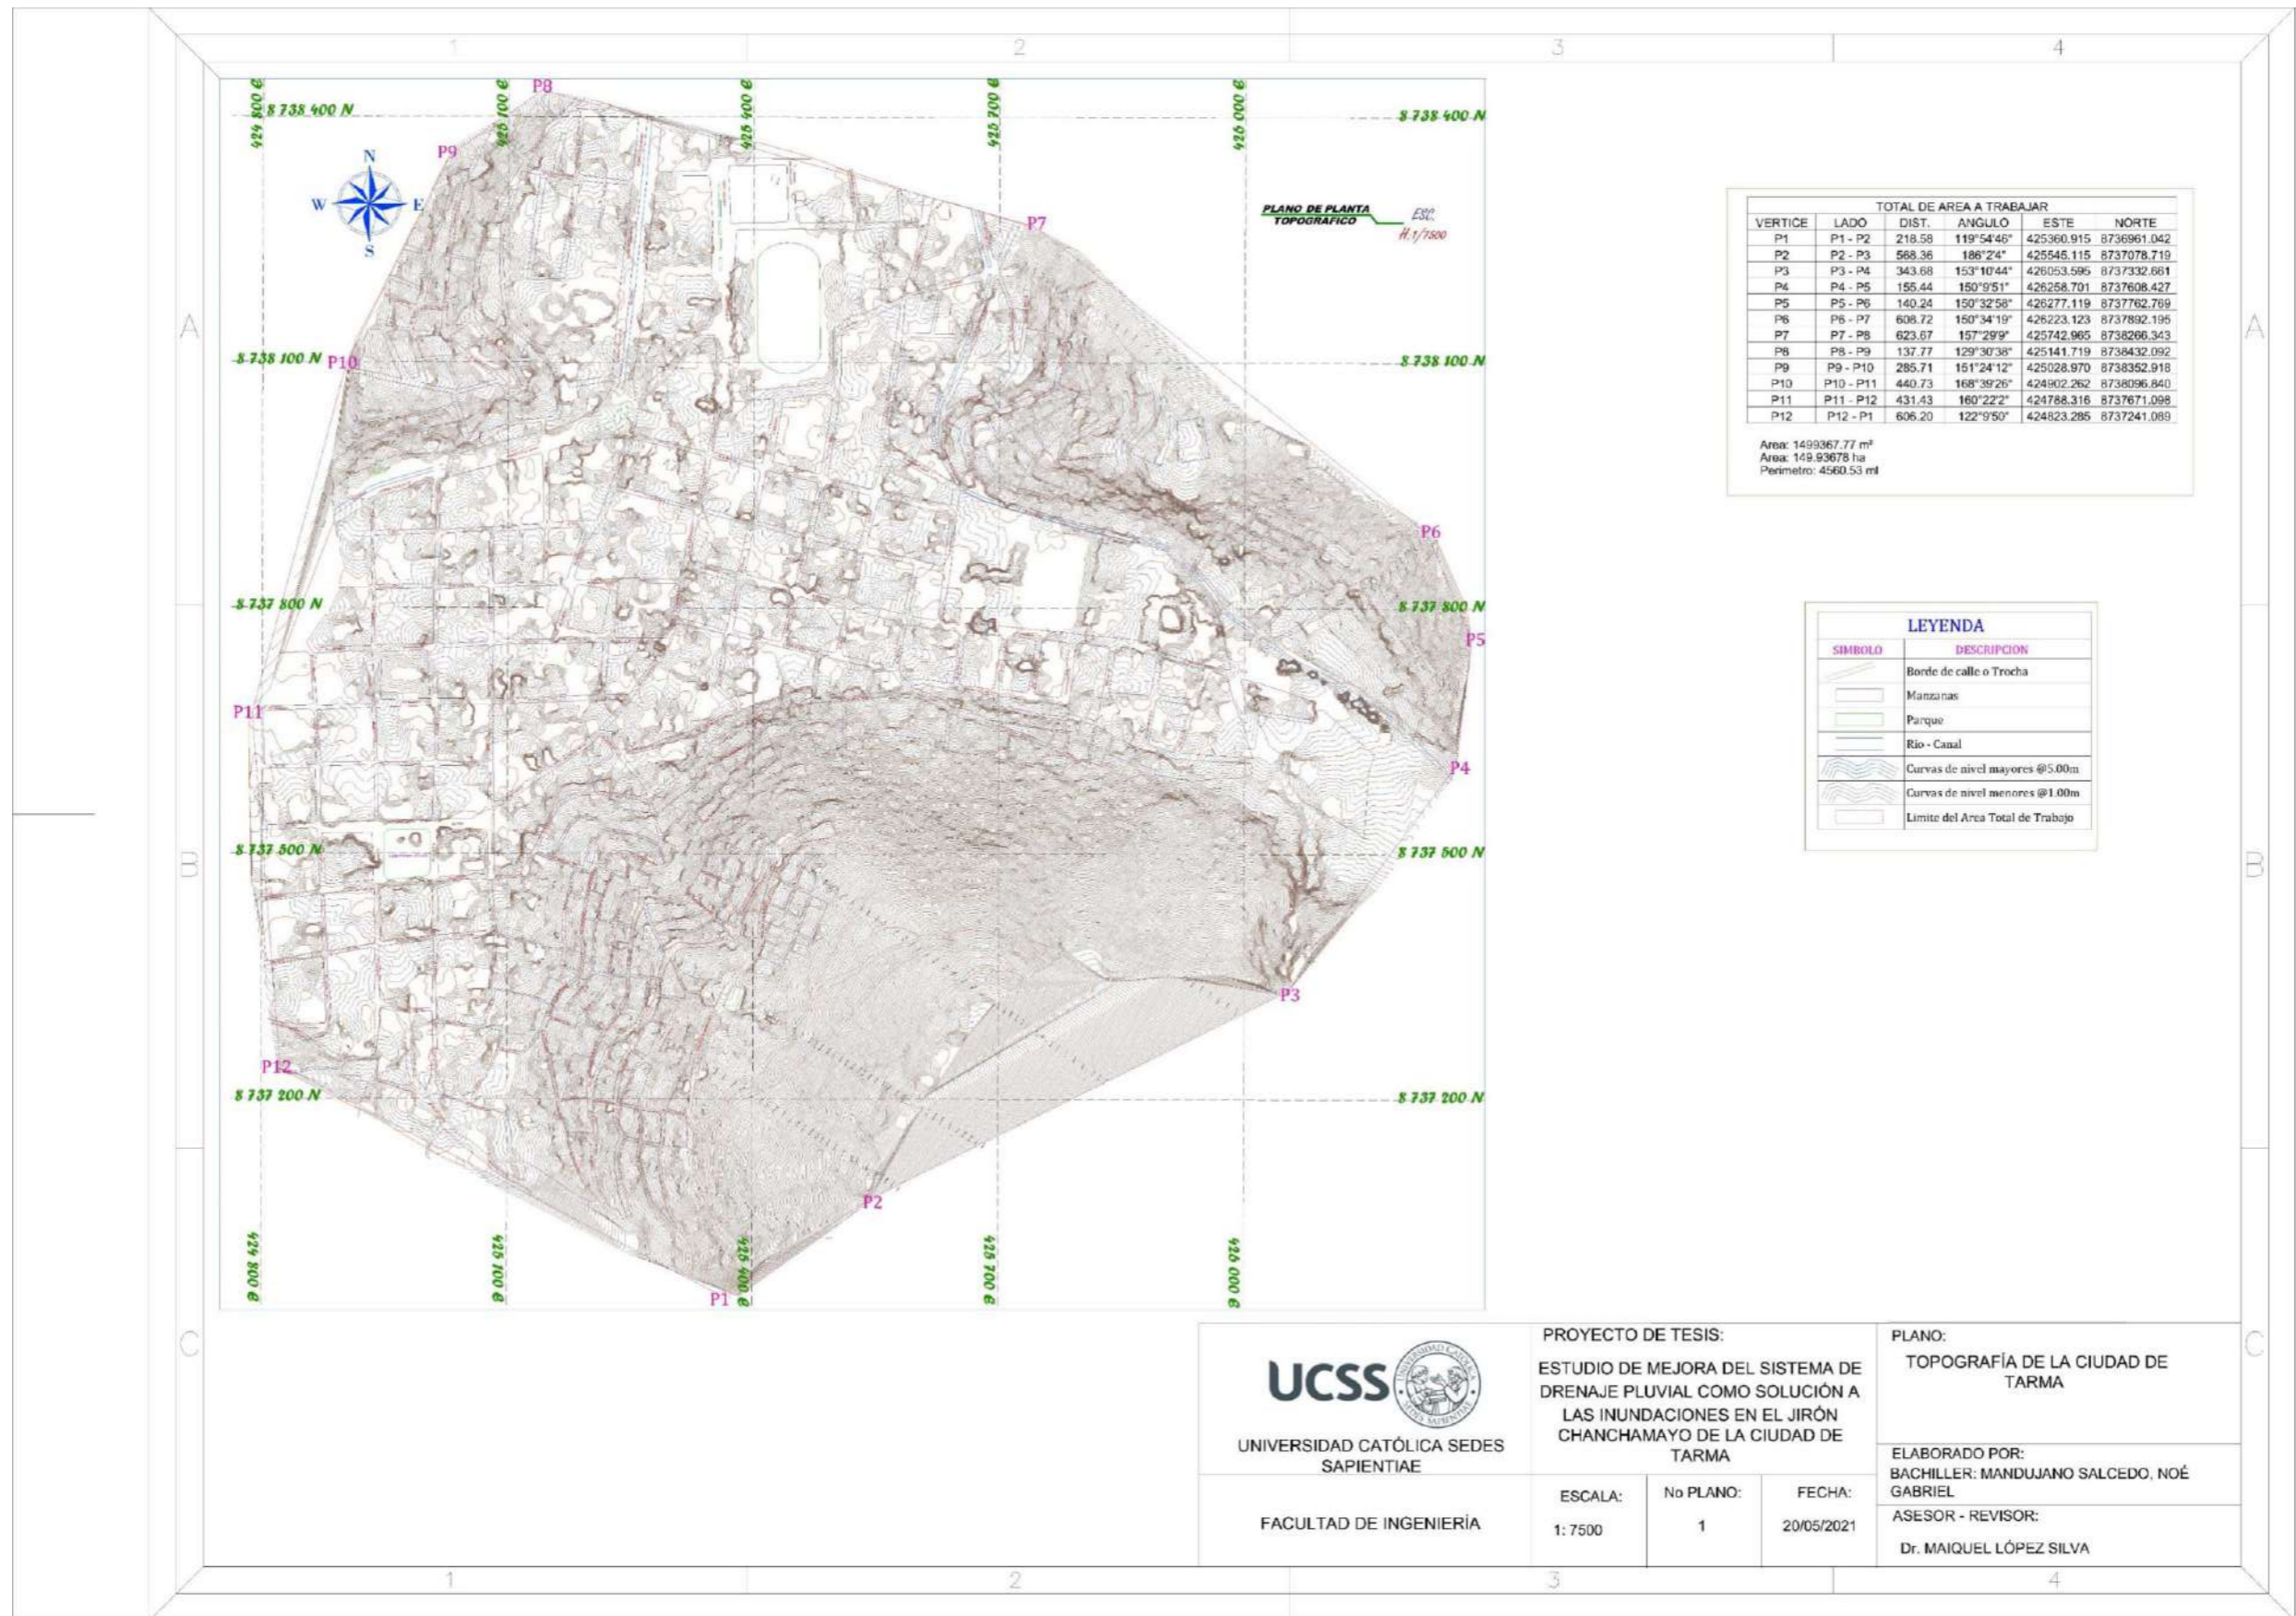 1 2 3 4
A A
B B
C C
1 2 3 4
424 800 E
425 100 E
425 400 E
425 700 E
426 000 E
8 738 400 N
8 738 400 N
8 738 100 N
8 738 100 N
8 737 800 N
8 737 800 N
8 737 500 N
8 737 500 N
8 737 200 N
8 737 200 N
424 800 E
425 100 E
425 400 E
425 700 E
426 000 E
N
W E
S
P8
P9
P7
P10
P6
P5
P11
P4
P3
P12
P2
P1
PLANO DE PLANTA
TOPOGRAFICO
ESC.
H.1/7500
TOTAL DE AREA A TRABAJAR
VERTICE LADO DIST. ANGULO ESTE NORTE
P1 P1 - P2 218.58 119°54'46" 425360.915 8736961.042
P2 P2 - P3 568.36 186°2'4" 425545.115 8737078.719
P3 P3 - P4 343.68 153°10'44" 426053.595 8737332.661
P4 P4 - P5 155.44 150°9'51" 426258.701 8737608.427
P5 P5 - P6 140.24 150°32'58" 426277.119 8737762.769
P6 P6 - P7 608.72 150°34'19" 426223.123 8737892.195
P7 P7 - P8 623.67 157°29'9" 425742.965 8738266.343
P8 P8 - P9 137.77 129°30'38" 425141.719 8738432.092
P9 P9 - P10 285.71 151°24'12" 425028.970 8738352.918
P10 P10 - P11 440.73 168°39'26" 424902.262 8738096.840
P11 P11 - P12 431.43 160°22'2" 424788.316 8737671.098
P12 P12 - P1 606.20 122°9'50" 424823.285 8737241.089
Area: 1499367.77 m²
Area: 149.93678 ha
Perimetro: 4560.53 ml
LEYENDA
SIMBOLO DESCRIPCION
Borde de calle o Trocha
Manzanas
Parque
Rio - Canal
Curvas de nivel mayores @5.00m
Curvas de nivel menores @1.00m
Limite del Area Total de Trabajo
UCSS
UNIVERSIDAD CATÓLICA
SEDES SAPIENTIAE
UNIVERSIDAD CATÓLICA SEDES
SAPIENTIAE
FACULTAD DE INGENIERÍA
PROYECTO DE TESIS:
ESTUDIO DE MEJORA DEL SISTEMA DE
DRENAJE PLUVIAL COMO SOLUCIÓN A
LAS INUNDACIONES EN EL JIRÓN
CHANCHAMAYO DE LA CIUDAD DE
TARMA
ESCALA:
1: 7500
No PLANO:
1
FECHA:
20/05/2021
PLANO:
TOPOGRAFÍA DE LA CIUDAD DE
TARMA
ELABORADO POR:
BACHILLER: MANDUJANO SALCEDO, NOÉ
GABRIEL
ASESOR - REVISOR:
Dr. MAIQUEL LÓPEZ SILVA